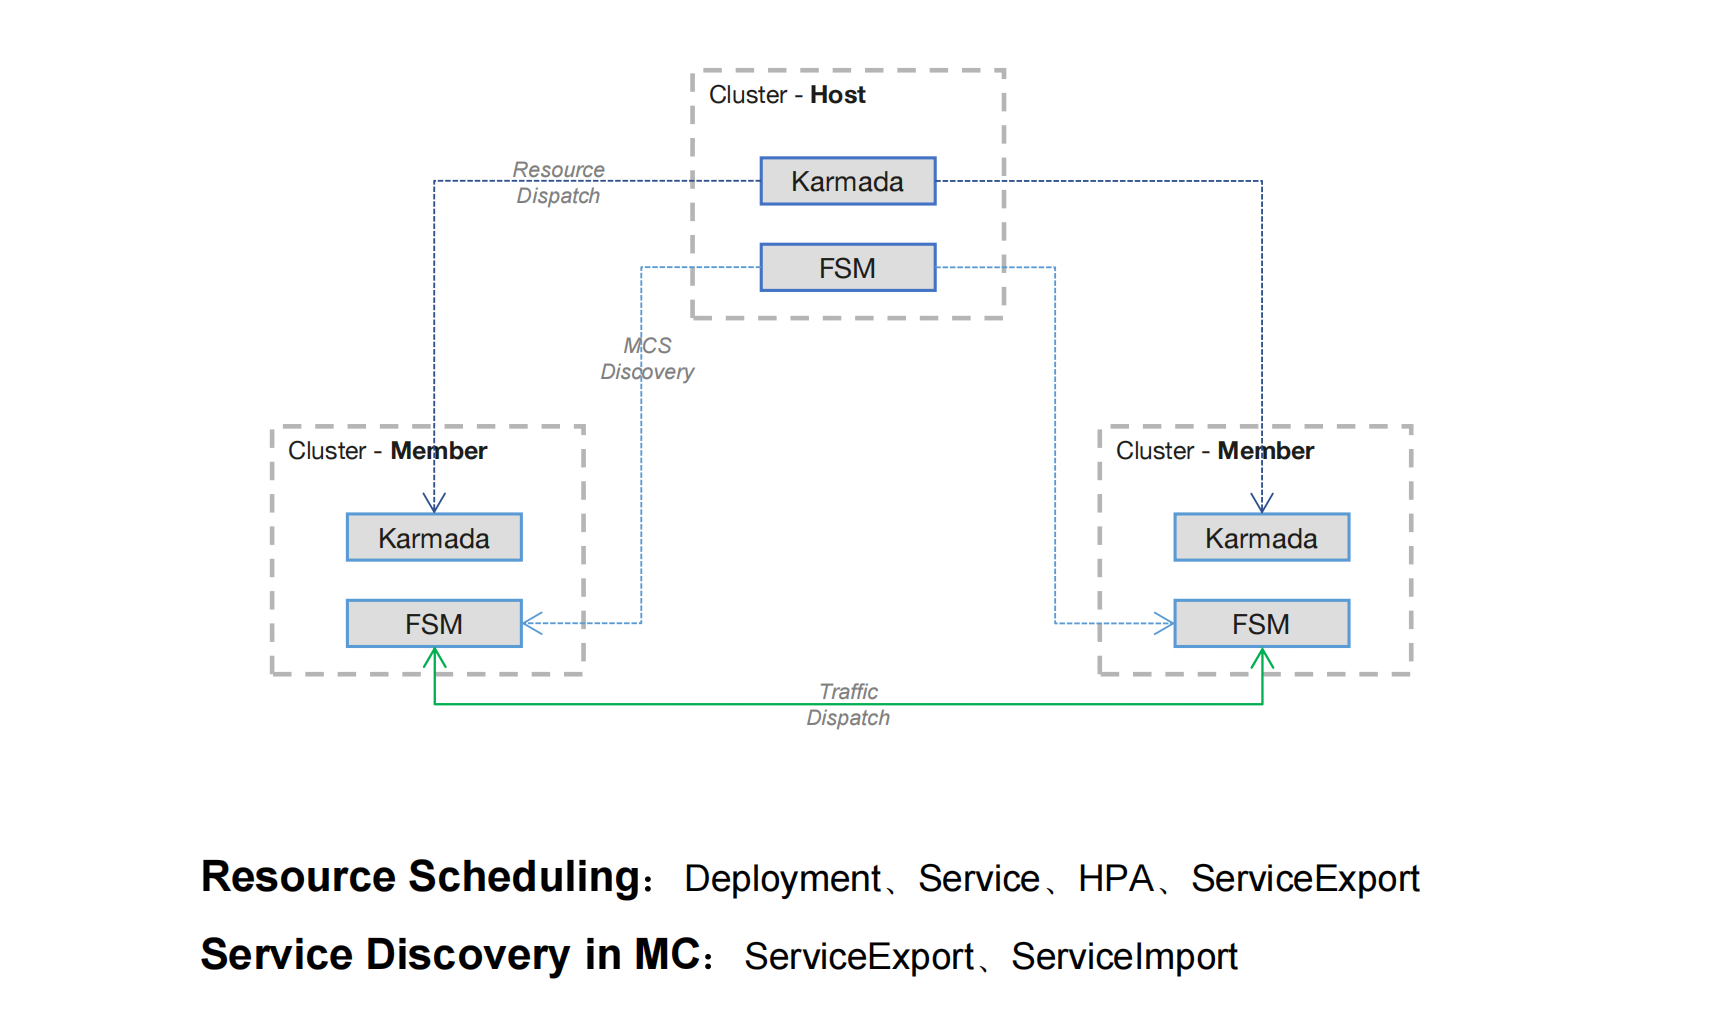 Cluster - Host
Resource
Dispatch
Karmada
FSM
MCS
Discovery
Cluster - Member
Karmada
FSM
Cluster - Member
Karmada
FSM
Traffic
Dispatch
Resource Scheduling： Deployment、Service、HPA、ServiceExport
Service Discovery in MC： ServiceExport、ServiceImport